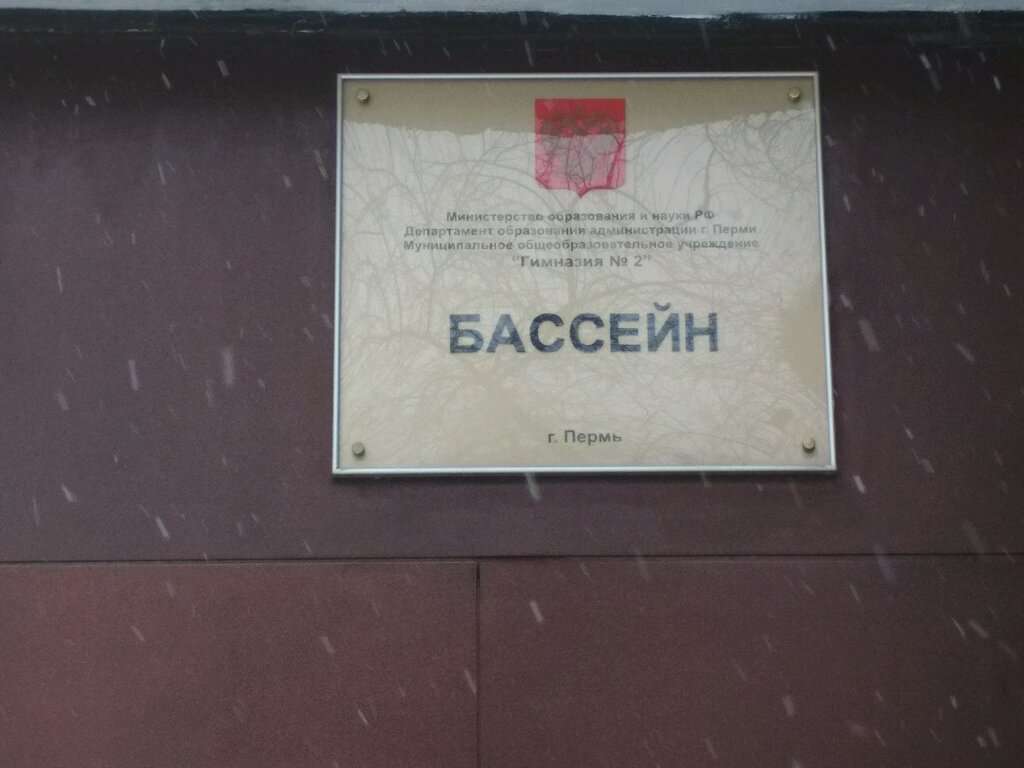 Министерство образования и науки РФ
Департамент образования администрации г. Перми
Муниципальное общеобразовательное учреждение
"Гимназия № 2"
БАССЕЙН
г. Пермь